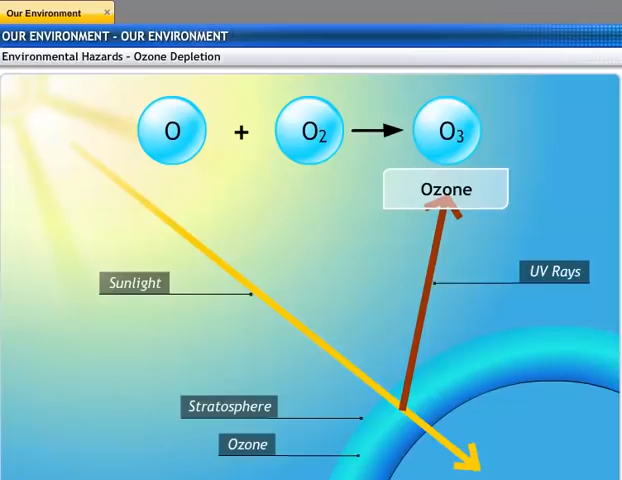 Our Environment
OUR ENVIRONMENT - OUR ENVIRONMENT
Environmental Hazards - Ozone Depletion
O + O₂ → O₃
Ozone
UV Rays
Sunlight
Stratosphere
Ozone